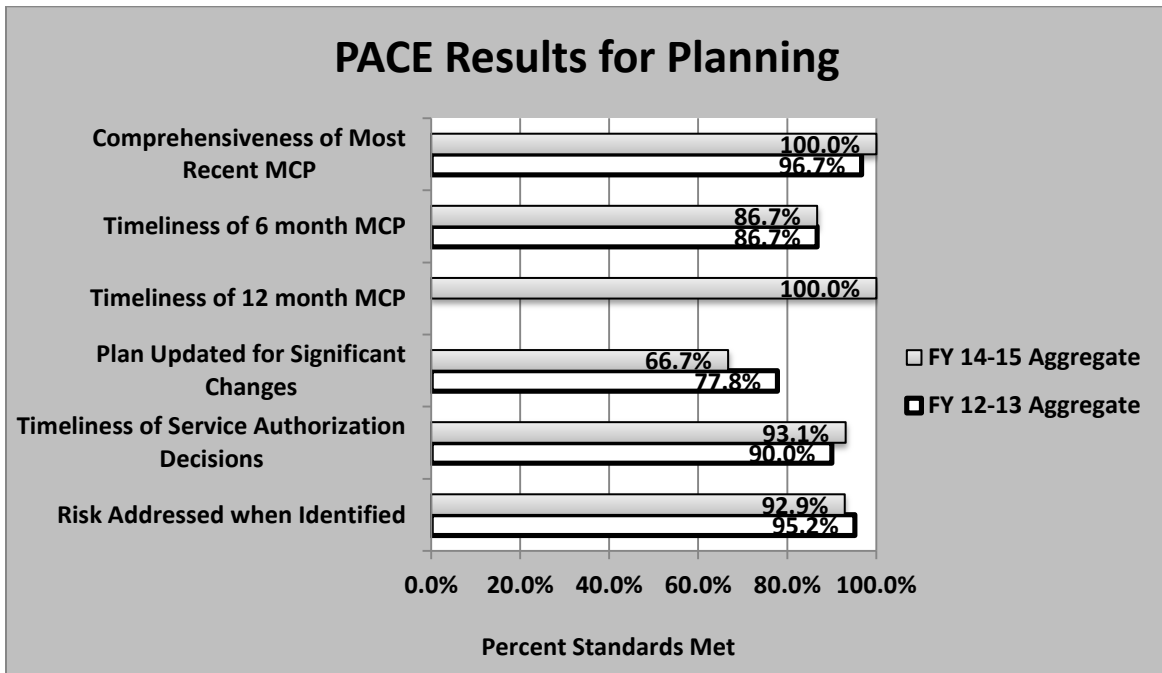 PACE Results for Planning
Comprehensiveness of Most
Recent MCP
100.0%
96.7%
Timeliness of 6 month MCP
86.7%
86.7%
Timeliness of 12 month MCP
100.0%
Plan Updated for Significant
Changes
66.7%
77.8%
Timeliness of Service Authorization
Decisions
93.1%
90.0%
Risk Addressed when Identified
92.9%
95.2%
FY 14-15 Aggregate
FY 12-13 Aggregate
0.0% 20.0% 40.0% 60.0% 80.0% 100.0%
Percent Standards Met